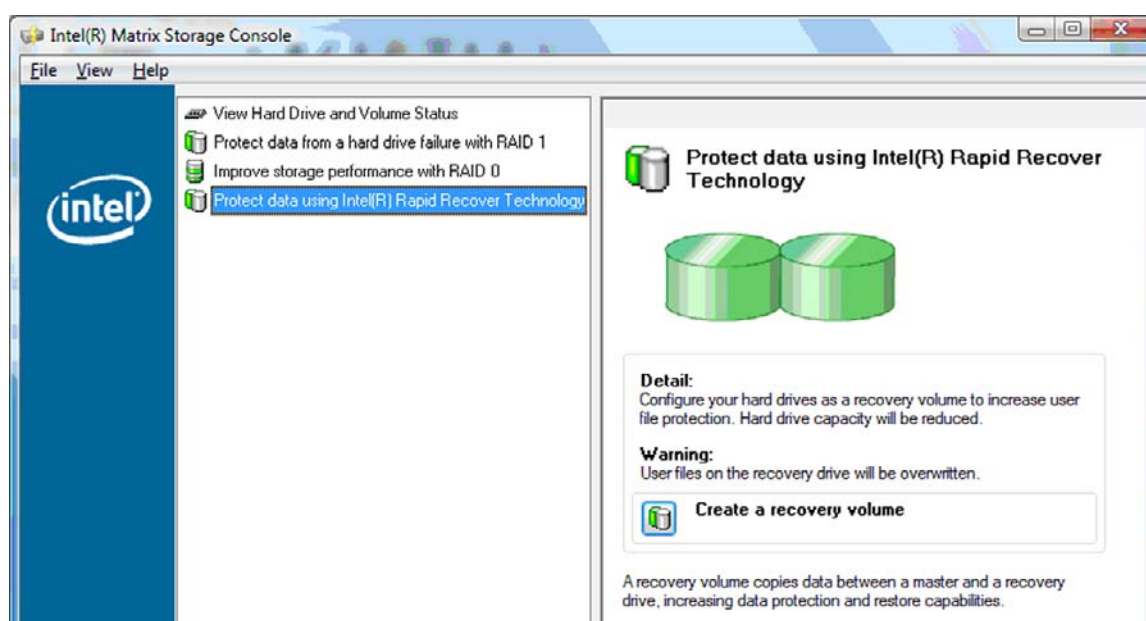 Intel(R) Matrix Storage Console
File View Help
intel
View Hard Drive and Volume Status
Protect data from a hard drive failure with RAID 1
Improve storage performance with RAID 0
Protect data using Intel(R) Rapid Recover Technology
Protect data using Intel(R) Rapid Recover
Technology
Detail:
Configure your hard drives as a recovery volume to increase user
file protection. Hard drive capacity will be reduced.
Warning:
User files on the recovery drive will be overwritten.
Create a recovery volume
A recovery volume copies data between a master and a recovery
drive, increasing data protection and restore capabilities.